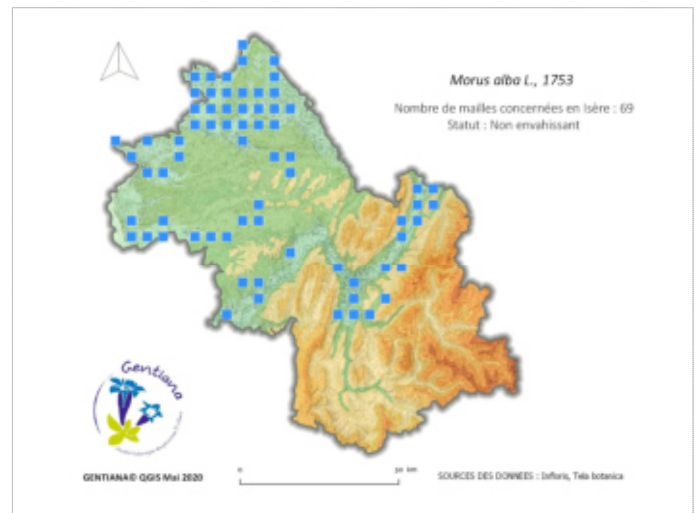 Morus alba L., 1753
Nombre de mailles concernées en Isère : 69
Statut : Non envahissant
Gentiana
GENTIANA© QGIS Mai 2020
0
km
SOURCES DES DONNEES : Infloris, Tela botanica